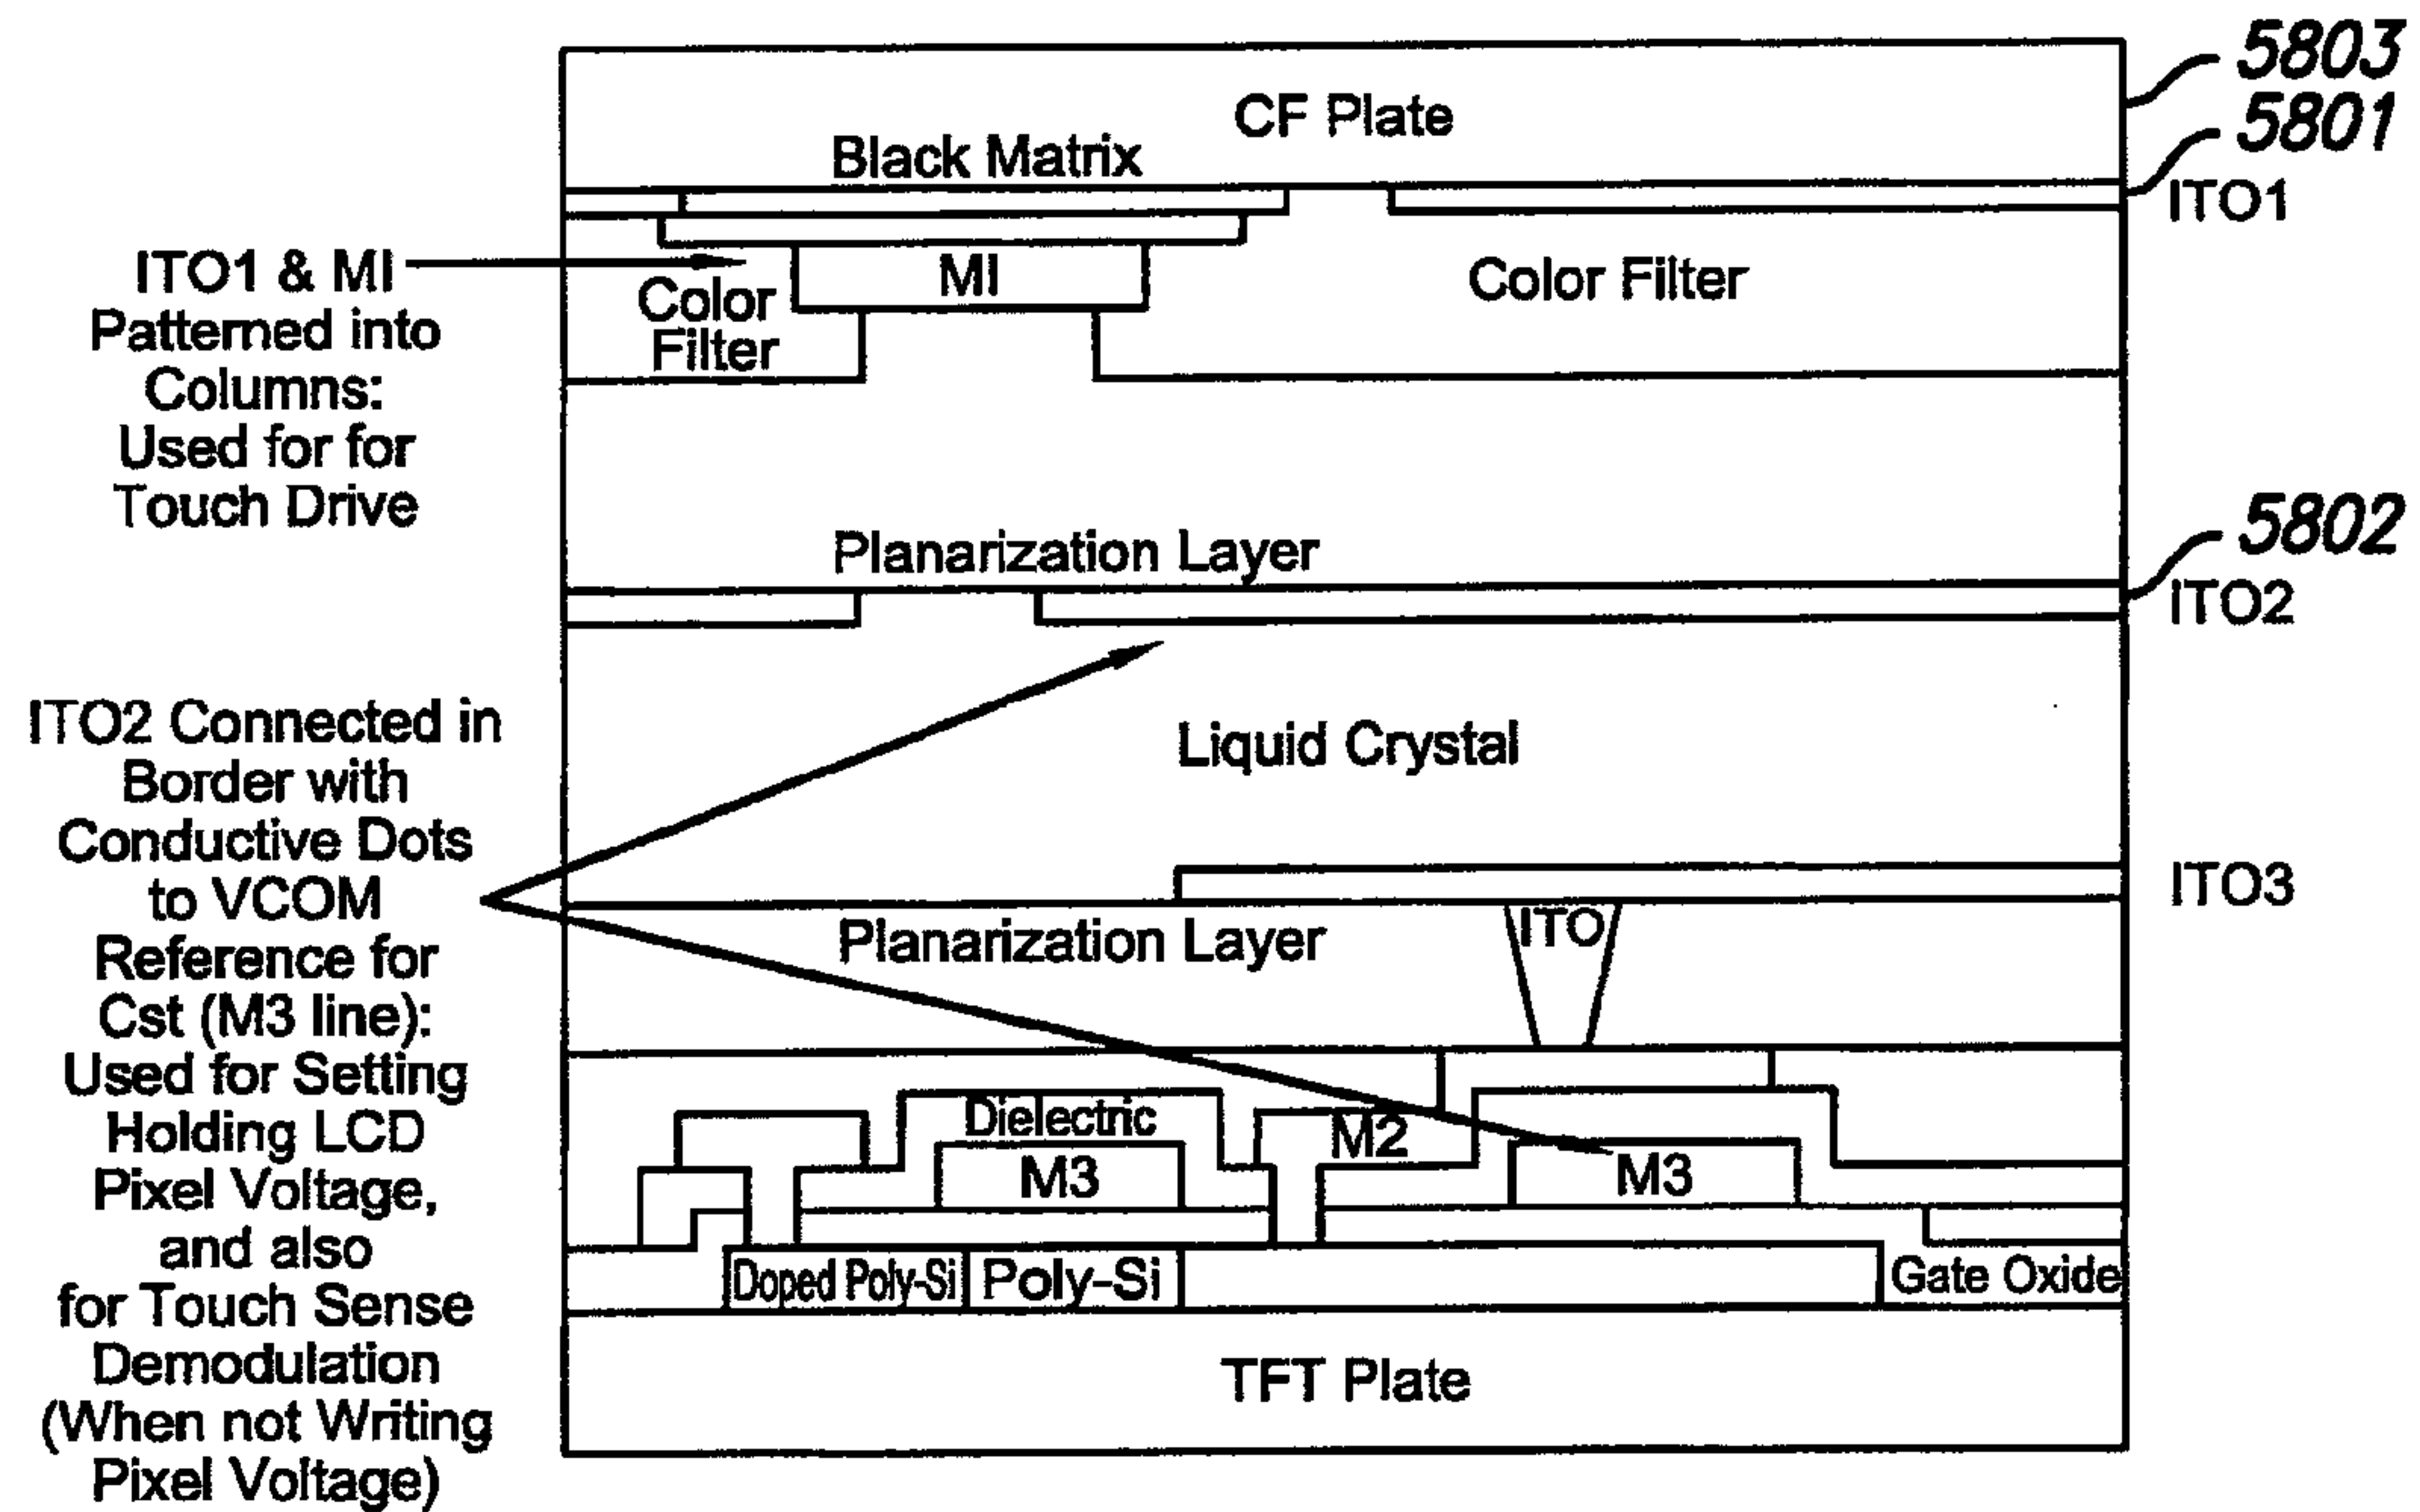 5803
CF Plate
5801
Black Matrix
ITO1
ITO1 & MI
Patterned into
Columns:
Used for for
Touch Drive
MI
Color
Filter
Color Filter
5802
Planarization Layer
ITO2
ITO2 Connected in
Border with
Conductive Dots
to VCOM
Reference for
Cst (M3 line):
Used for Setting
Holding LCD
Pixel Voltage,
and also
for Touch Sense
Demodulation
(When not Writing
Pixel Voltage)
Liquid Crystal
ITO3
Planarization Layer
ITO
Dielectric
M2
M3
M3
Doped Poly-Si
Poly-Si
Gate Oxide
TFT Plate